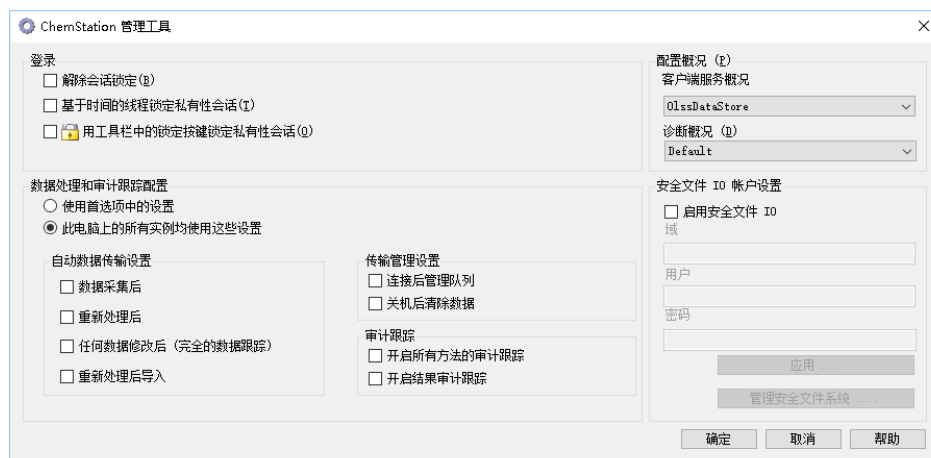 ChemStation 管理工具
登录
解除会话锁定(B)
基于时间的线程锁定私有性会话(T)
用工具栏中的锁定按键锁定私有性会话(O)
配置概况 (P)
客户端服务概况
OlssDataStore
诊断概况 (D)
Default
数据处理和审计跟踪配置
使用首选项中的设置
此电脑上的所有实例均使用这些设置
自动数据传输设置
数据采集后
重新处理后
任何数据修改后 (完全的数据跟踪)
重新处理后导入
传输管理设置
连接后管理队列
关机后清除数据
审计跟踪
开启所有方法的审计跟踪
开启结果审计跟踪
安全文件 IO 帐户设置
启用安全文件 IO
域
用户
密码
应用 ...
管理安全文件系统 ....
确定
取消
帮助